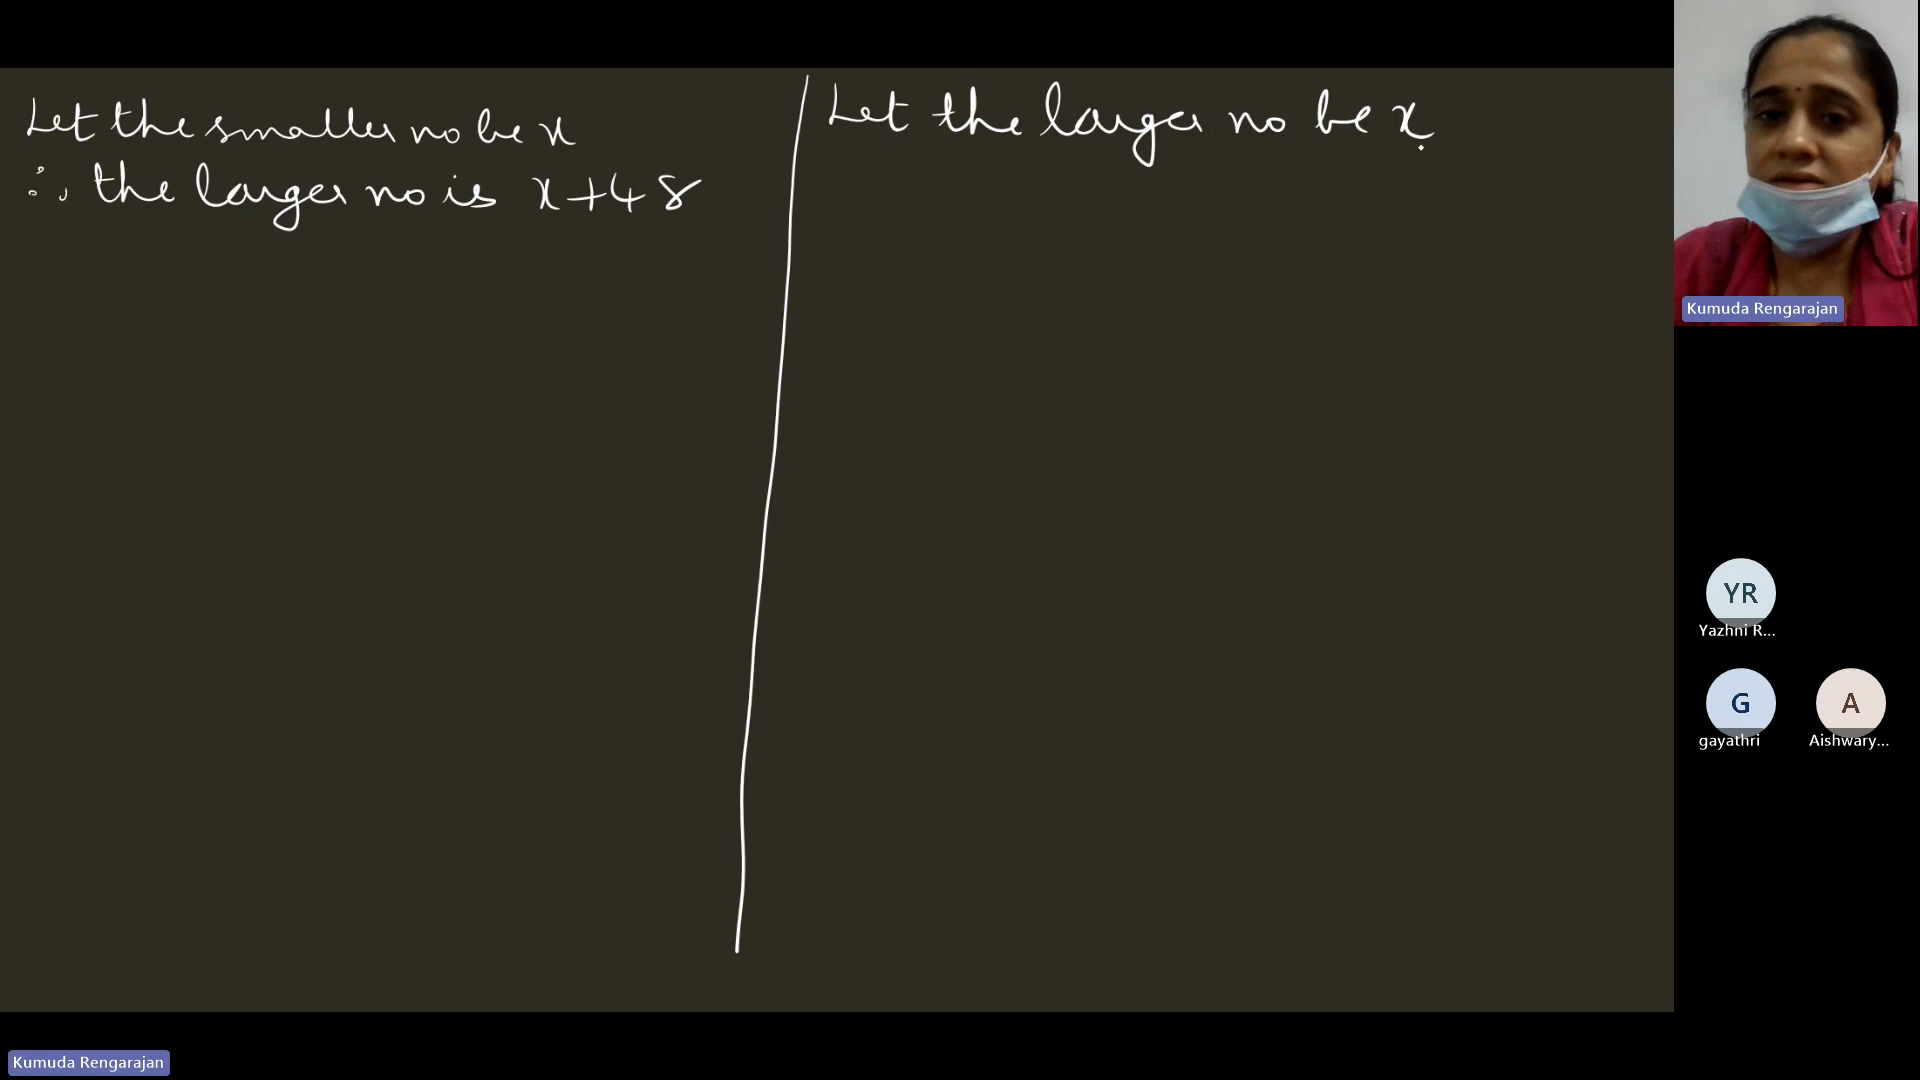 Let the smaller no be x
∴ the larger no is x+48
Let the larger no be x
Kumuda Rengarajan
YR
Yazhni R...
G
gayathri
A
Aishwary...
Kumuda Rengarajan